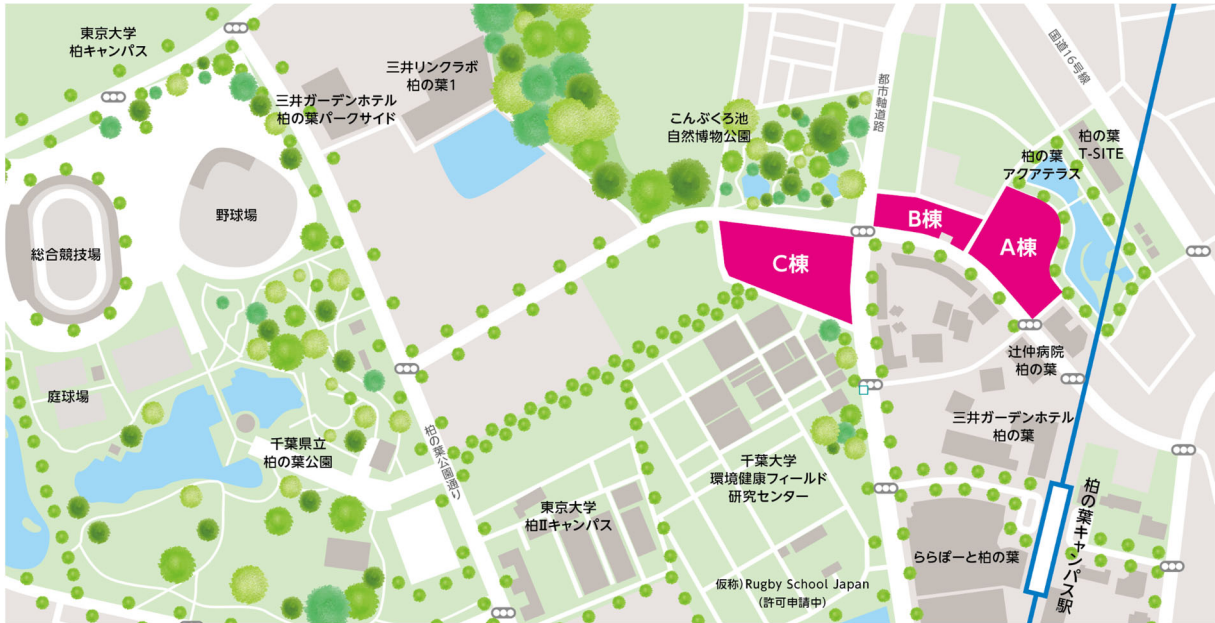 東京大学
柏キャンパス
三井リンクラボ
柏の葉1
三井ガーデンホテル
柏の葉パークサイド
こんぶくろ池
自然博物公園
都市軸道路
国道16号線
柏の葉
T-SITE
柏の葉
アクアテラス
野球場
総合競技場
B棟
A棟
C棟
辻仲病院
柏の葉
庭球場
三井ガーデンホテル
柏の葉
千葉県立
柏の葉公園
柏の葉公園通り
千葉大学
環境健康フィールド
研究センター
東京大学
柏Ⅱキャンパス
柏の葉キャンパス駅
ららぽーと柏の葉
仮称)Rugby School Japan
(許可申請中)